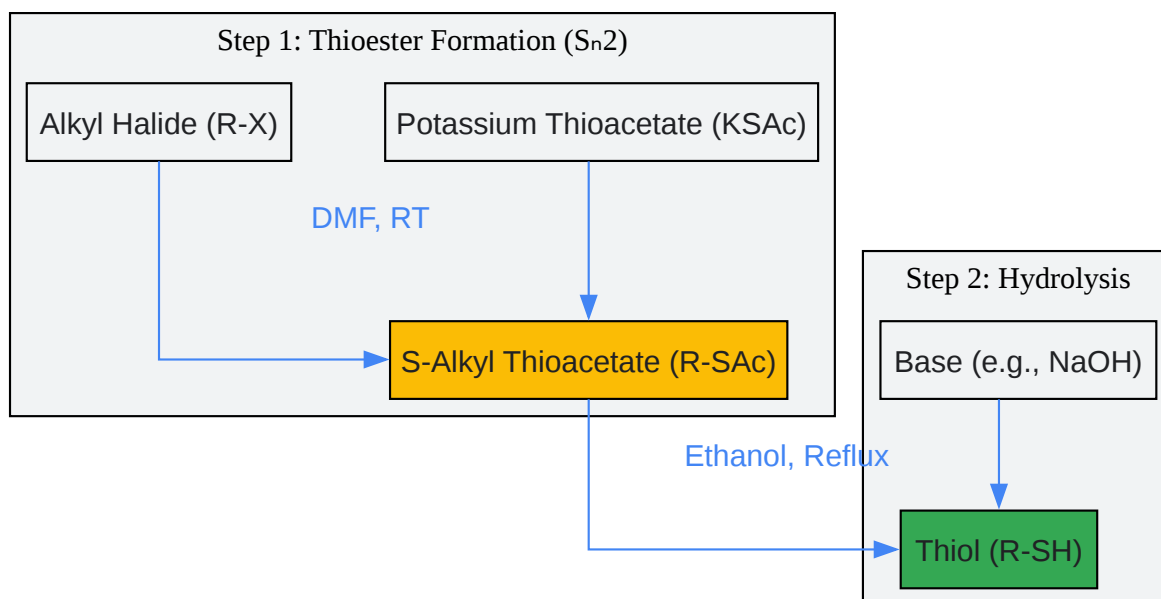 Step 1: Thioester Formation (Sₙ2)
Alkyl Halide (R-X)
Potassium Thioacetate (KSAc)
DMF, RT
S-Alkyl Thioacetate (R-SAc)
Step 2: Hydrolysis
Base (e.g., NaOH)
Ethanol, Reflux
Thiol (R-SH)